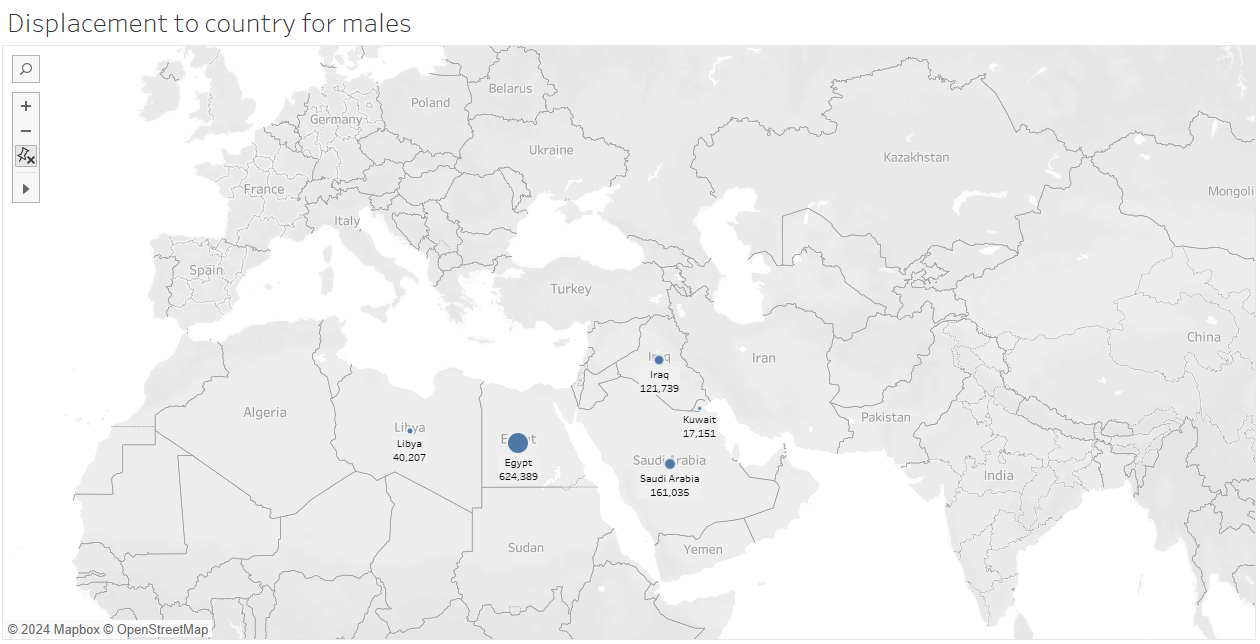 Displacement to country for males
Belarus
Poland
Germany
Ukraine
Kazakhstan
France
Mongoli
Italy
Spain
Turkey
China
Iraq
Iraq
121,739
Iran
Algeria
Kuwait
17,151
Pakistan
Libya
Libya
40,207
Egypt
Egypt
624,389
Saudi Arabia
Saudi Arabia
161,035
India
Sudan
Yemen
© 2024 Mapbox © OpenStreetMap